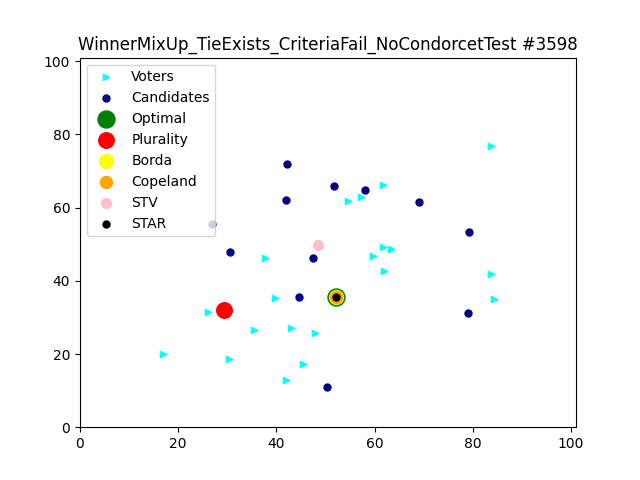 WinnerMixUp_TieExists_CriteriaFail_NoCondorcetTest #3598
100
80
60
40
20
0
Voters
Candidates
Optimal
Plurality
Borda
Copeland
STV
STAR
0 20 40 60 80 100